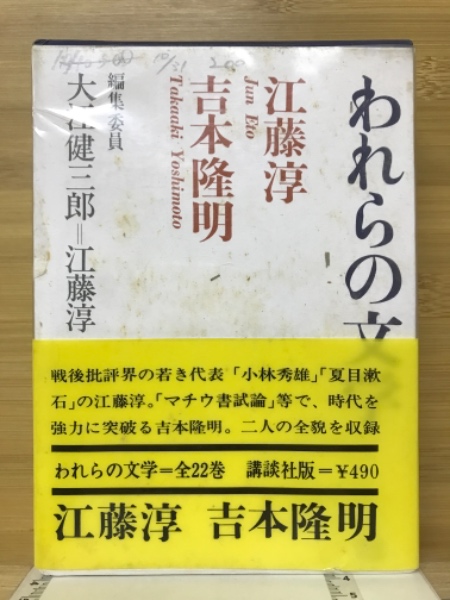 われらの文
江藤淳
Jun Eto
吉本隆明
Takaaki Yoshimoto
編集委員
大江健三郎＝江藤淳
10/31 200
戦後批評界の若き代表「小林秀雄」「夏目漱
石」の江藤淳。「マチウ書試論」等で、時代を
強力に突破る吉本隆明。二人の全貌を収録
われらの文学＝全22巻 講談社版＝¥490
江藤淳 吉本隆明